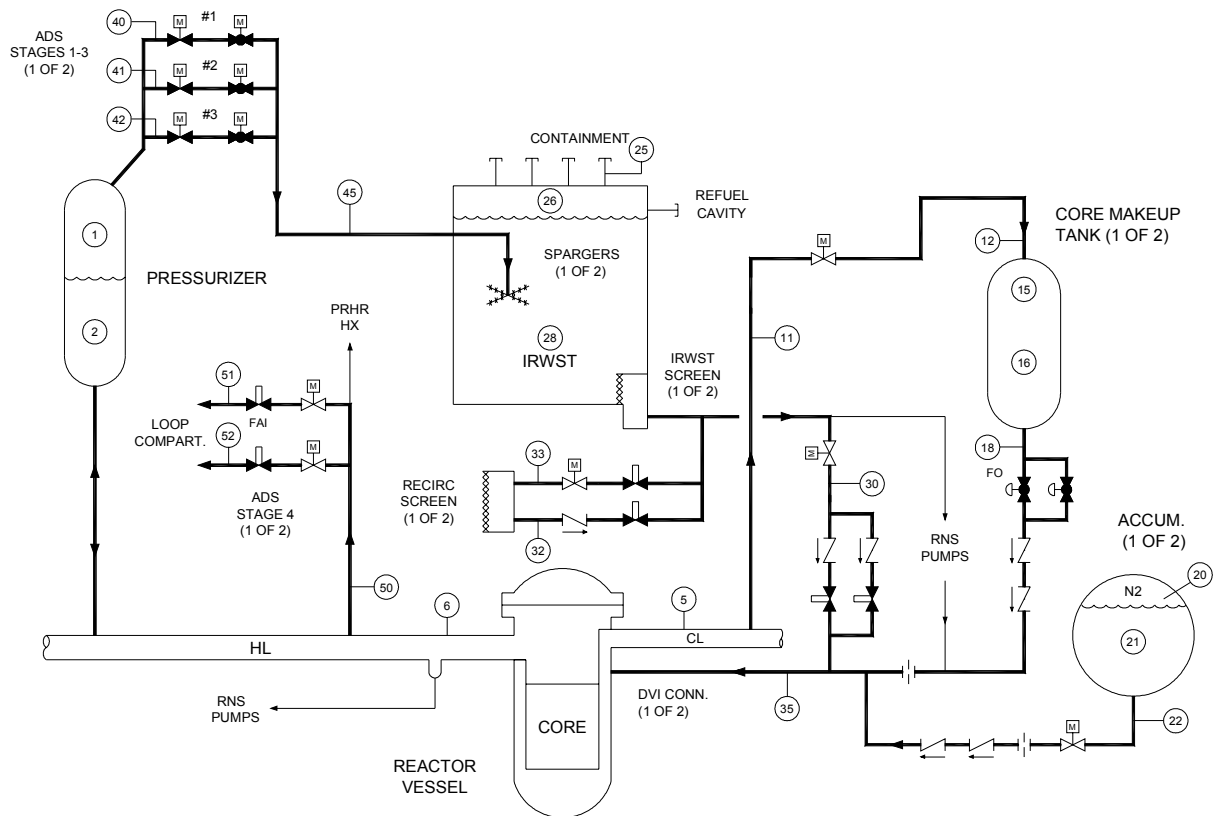 40
M
#1
M
ADS
STAGES 1-3
(1 OF 2)
41
M
#2
M
42
M
#3
M
CONTAINMENT
25
45
26
REFUEL
CAVITY
CORE MAKEUP
TANK (1 OF 2)
12
M
1
SPARGERS
(1 OF 2)
PRESSURIZER
15
2
PRHR
HX
28
IRWST
11
16
IRWST
SCREEN
(1 OF 2)
51
M
FAI
LOOP
COMPART.
52
M
18
M
33
M
30
FO
RECIRC
SCREEN
(1 OF 2)
ADS
STAGE 4
(1 OF 2)
32
RNS
PUMPS
ACCUM.
(1 OF 2)
50
20
N2
6
5
HL
CL
21
RNS
PUMPS
DVI CONN.
(1 OF 2)
35
22
CORE
M
REACTOR
VESSEL